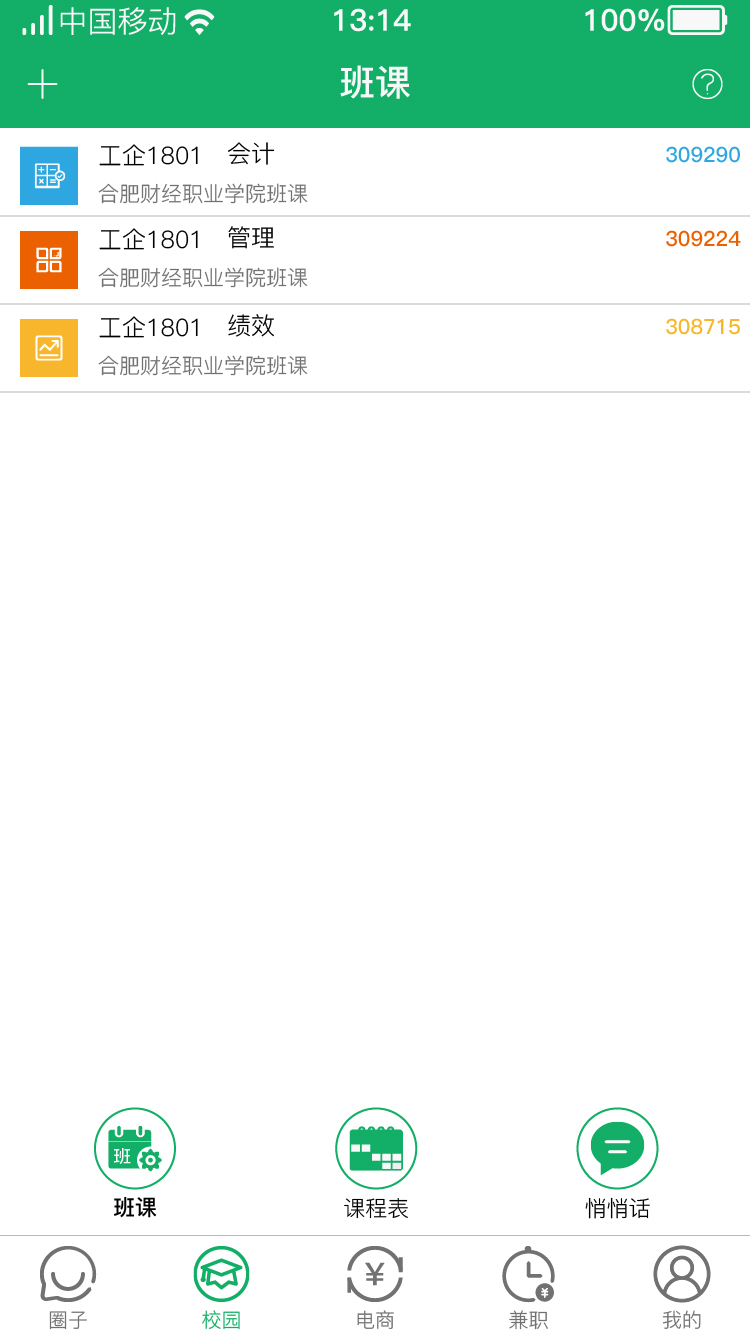 中国移动 13:14 100%
班课
工企1801 会计 309290
合肥财经职业学院班课
工企1801 管理 309224
合肥财经职业学院班课
工企1801 绩效 308715
合肥财经职业学院班课
班
班课 课程表 悄悄话
圈子 校园 电商 兼职 我的